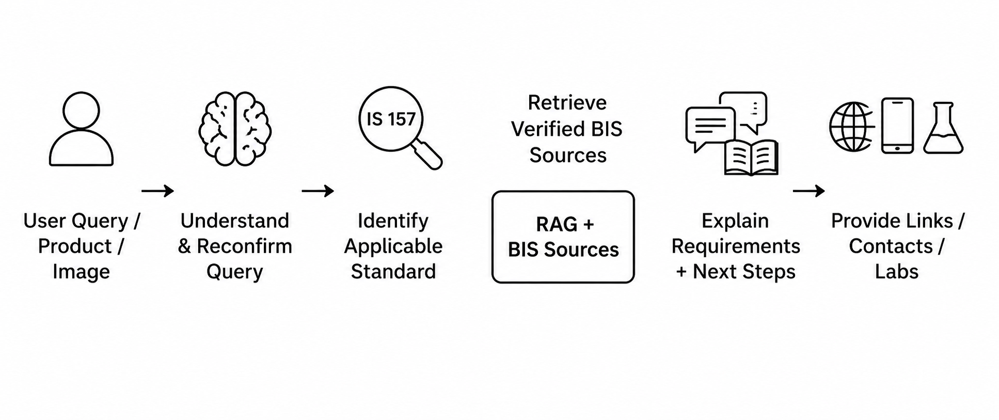 User Query /
Product /
Image
Understand
& Reconfirm
Query
IS 157
Identify
Applicable
Standard
Retrieve
Verified BIS
Sources
RAG +
BIS Sources
Explain
Requirements
+ Next Steps
Provide Links /
Contacts /
Labs